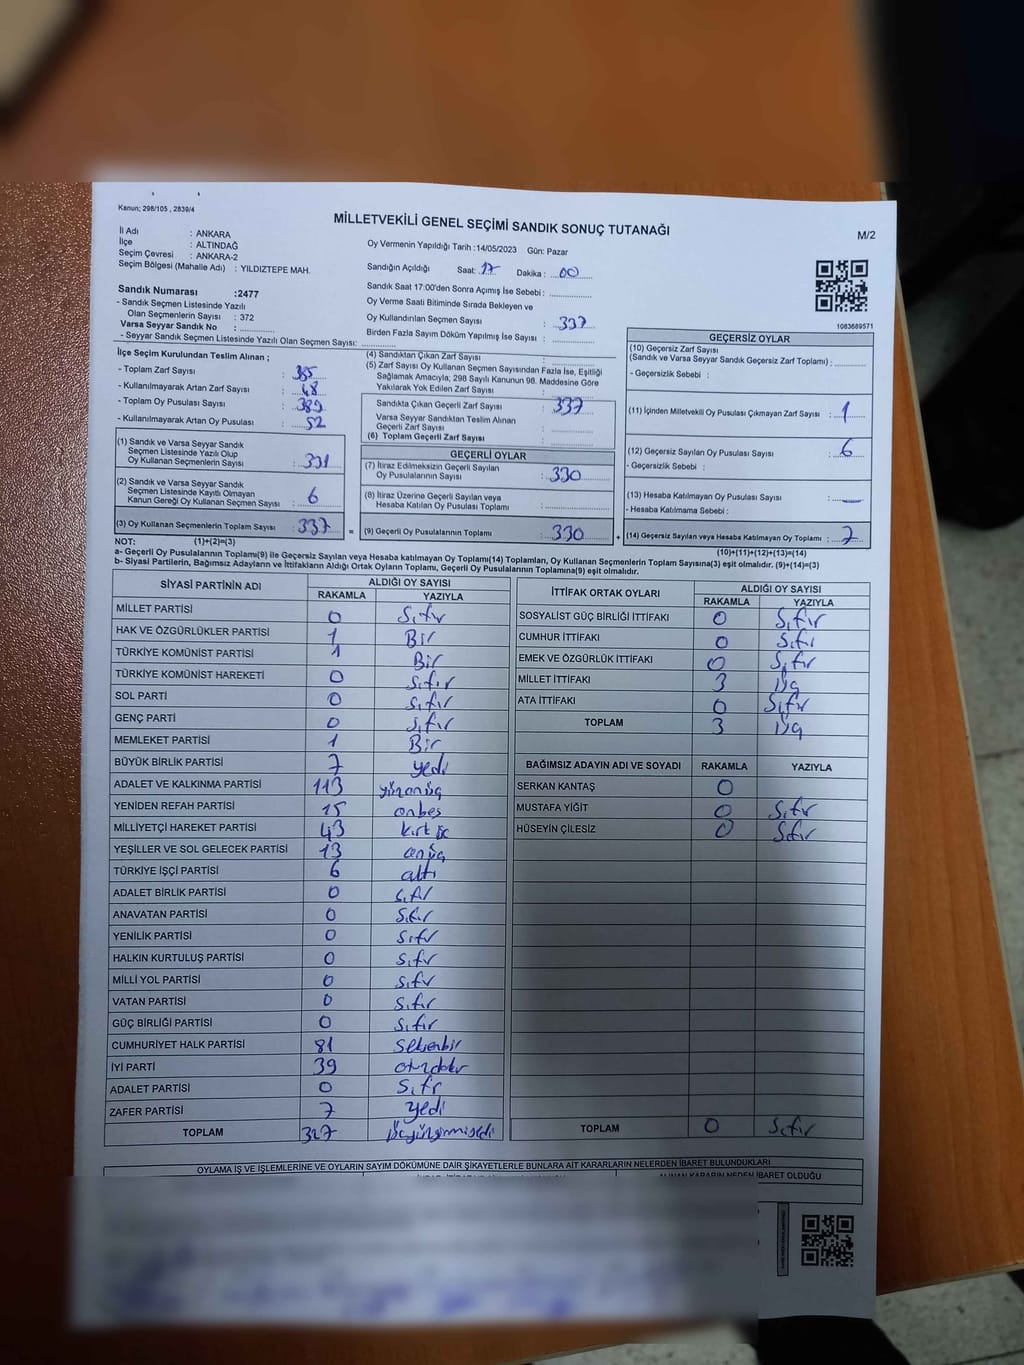 Kanun; 298/105 , 2839/4
MİLLETVEKİLİ GENEL SEÇİMİ SANDIK SONUÇ TUTANAĞI
M/2
İl Adı : ANKARA
İlçe : ALTINDAĞ
Seçim Çevresi : ANKARA-2
Seçim Bölgesi (Mahalle Adı) : YILDIZTEPE MAH.
Oy Vermenin Yapıldığı Tarih :14/05/2023 Gün: Pazar
Sandığın Açıldığı Saat: 17 Dakika : 00
Sandık Saat 17:00'den Sonra Açımış İse Sebebi :
Oy Verme Saati Bitiminde Sırada Bekleyen ve
Oy Kullandırılan Seçmen Sayısı : 337
Birden Fazla Sayım Döküm Yapılmış İse Sayısı :
Sandık Numarası :2477
- Sandık Seçmen Listesinde Yazılı
Olan Seçmenlerin Sayısı : 372
Varsa Seyyar Sandık No :
- Seyyar Sandık Seçmen Listesinde Yazılı Olan Seçmen Sayısı:
1083689571
İlçe Seçim Kurulundan Teslim Alınan ;
- Toplam Zarf Sayısı : 385
- Kullanılmayarak Artan Zarf Sayısı : 48
- Toplam Oy Pusulası Sayısı : 389
- Kullanılmayarak Artan Oy Pusulası : 52
(1) Sandık ve Varsa Seyyar Sandık
Seçmen Listesinde Yazılı Olup
Oy Kullanan Seçmenlerin Sayısı : 331
(2) Sandık ve Varsa Seyyar Sandık
Seçmen Listesinde Kayıtlı Olmayan
Kanun Gereği Oy Kullanan Seçmen Sayısı : 6
(3) Oy Kullanan Seçmenlerin Toplam Sayısı : 337 =
(4) Sandıktan Çıkan Zarf Sayısı :
(5) Zarf Sayısı Oy Kullanan Seçmen Sayısından Fazla İse, Eşitliği
Sağlamak Amacıyla, 298 Sayılı Kanunun 98. Maddesine Göre
Yakılarak Yok Edilen Zarf Sayısı :
Sandıkta Çıkan Geçerli Zarf Sayısı : 337
Varsa Seyyar Sandıktan Teslim Alınan
Geçerli Zarf Sayısı :
(6) Toplam Geçerli Zarf Sayısı :
GEÇERLİ OYLAR
(7) İtiraz Edilmeksizin Geçerli Sayılan
Oy Pusulalarının Sayısı : 330
(8) İtiraz Üzerine Geçerli Sayılan veya
Hesaba Katılan Oy Pusulası Toplamı :
(9) Geçerli Oy Pusulalarının Toplamı : 330 +
GEÇERSİZ OYLAR
(10) Geçersiz Zarf Sayısı
(Sandık ve Varsa Seyyar Sandık Geçersiz Zarf Toplamı) :
- Geçersizlik Sebebi :
(11) İçinden Milletvekili Oy Pusulası Çıkmayan Zarf Sayısı : 1
(12) Geçersiz Sayılan Oy Pusulası Sayısı : 6
- Geçersizlik Sebebi :
(13) Hesaba Katılmayan Oy Pusulası Sayısı : —
- Hesaba Katılmama Sebebi :
(14) Geçersiz Sayılan veya Hesaba Katılmayan Oy Toplamı : 7
NOT: (1)+(2)=(3) (10)+(11)+(12)+(13)=(14)
a- Geçerli Oy Pusulalarının Toplamı(9) ile Geçersiz Sayılan veya Hesaba katılmayan Oy Toplamı(14) Toplamları, Oy Kullanan Seçmenlerin Toplam Sayısına(3) eşit olmalıdır. (9)+(14)=(3)
b- Siyasi Partilerin, Bağımsız Adayların ve İttifakların Aldığı Ortak Oyların Toplamı, Geçerli Oy Pusulalarının Toplamına(9) eşit olmalıdır.
SİYASİ PARTİNİN ADI ALDIĞI OY SAYISI
RAKAMLA YAZIYLA
MİLLET PARTİSİ 0 Sıfır
HAK VE ÖZGÜRLÜKLER PARTİSİ 1 Bir
TÜRKİYE KOMÜNİST PARTİSİ 1 Bir
TÜRKİYE KOMÜNİST HAREKETİ 0 Sıfır
SOL PARTİ 0 Sıfır
GENÇ PARTİ 0 Sıfır
MEMLEKET PARTİSİ 1 Bir
BÜYÜK BİRLİK PARTİSİ 7 yedi
ADALET VE KALKINMA PARTİSİ 113 yüzonüç
YENİDEN REFAH PARTİSİ 15 onbeş
MİLLİYETÇİ HAREKET PARTİSİ 43 kırk üç
YEŞİLLER VE SOL GELECEK PARTİSİ 13 onüç
TÜRKİYE İŞÇİ PARTİSİ 6 altı
ADALET BİRLİK PARTİSİ 0 Sıfır
ANAVATAN PARTİSİ 0 Sıfır
YENİLİK PARTİSİ 0 Sıfır
HALKIN KURTULUŞ PARTİSİ 0 Sıfır
MİLLİ YOL PARTİSİ 0 Sıfır
VATAN PARTİSİ 0 Sıfır
GÜÇ BİRLİĞİ PARTİSİ 0 Sıfır
CUMHURİYET HALK PARTİSİ 81 Seksenbir
İYİ PARTİ 39 otuzdokuz
ADALET PARTİSİ 0 Sıfır
ZAFER PARTİSİ 7 yedi
TOPLAM 327 üçyüzyirmiyedi
İTTİFAK ORTAK OYLARI ALDIĞI OY SAYISI
RAKAMLA YAZIYLA
SOSYALİST GÜÇ BİRLİĞİ İTTİFAKI 0 Sıfır
CUMHUR İTTİFAKI 0 Sıfır
EMEK VE ÖZGÜRLÜK İTTİFAKI 0 Sıfır
MİLLET İTTİFAKI 3 üç
ATA İTTİFAKI 0 Sıfır
TOPLAM 3 üç
BAĞIMSIZ ADAYIN ADI VE SOYADI RAKAMLA YAZIYLA
SERKAN KANTAŞ 0
MUSTAFA YİĞİT 0 Sıfır
HÜSEYİN ÇİLESİZ 0 Sıfır
TOPLAM 0 Sıfır
OYLAMA İŞ VE İŞLEMLERİNE VE OYLARIN SAYIM DÖKÜMÜNE DAİR ŞİKAYETLERLE BUNLARA AİT KARARLARIN NELERDEN İBARET BULUNDUKLARI
ALINAN KARARIN NEDEN İBARET OLDUĞU